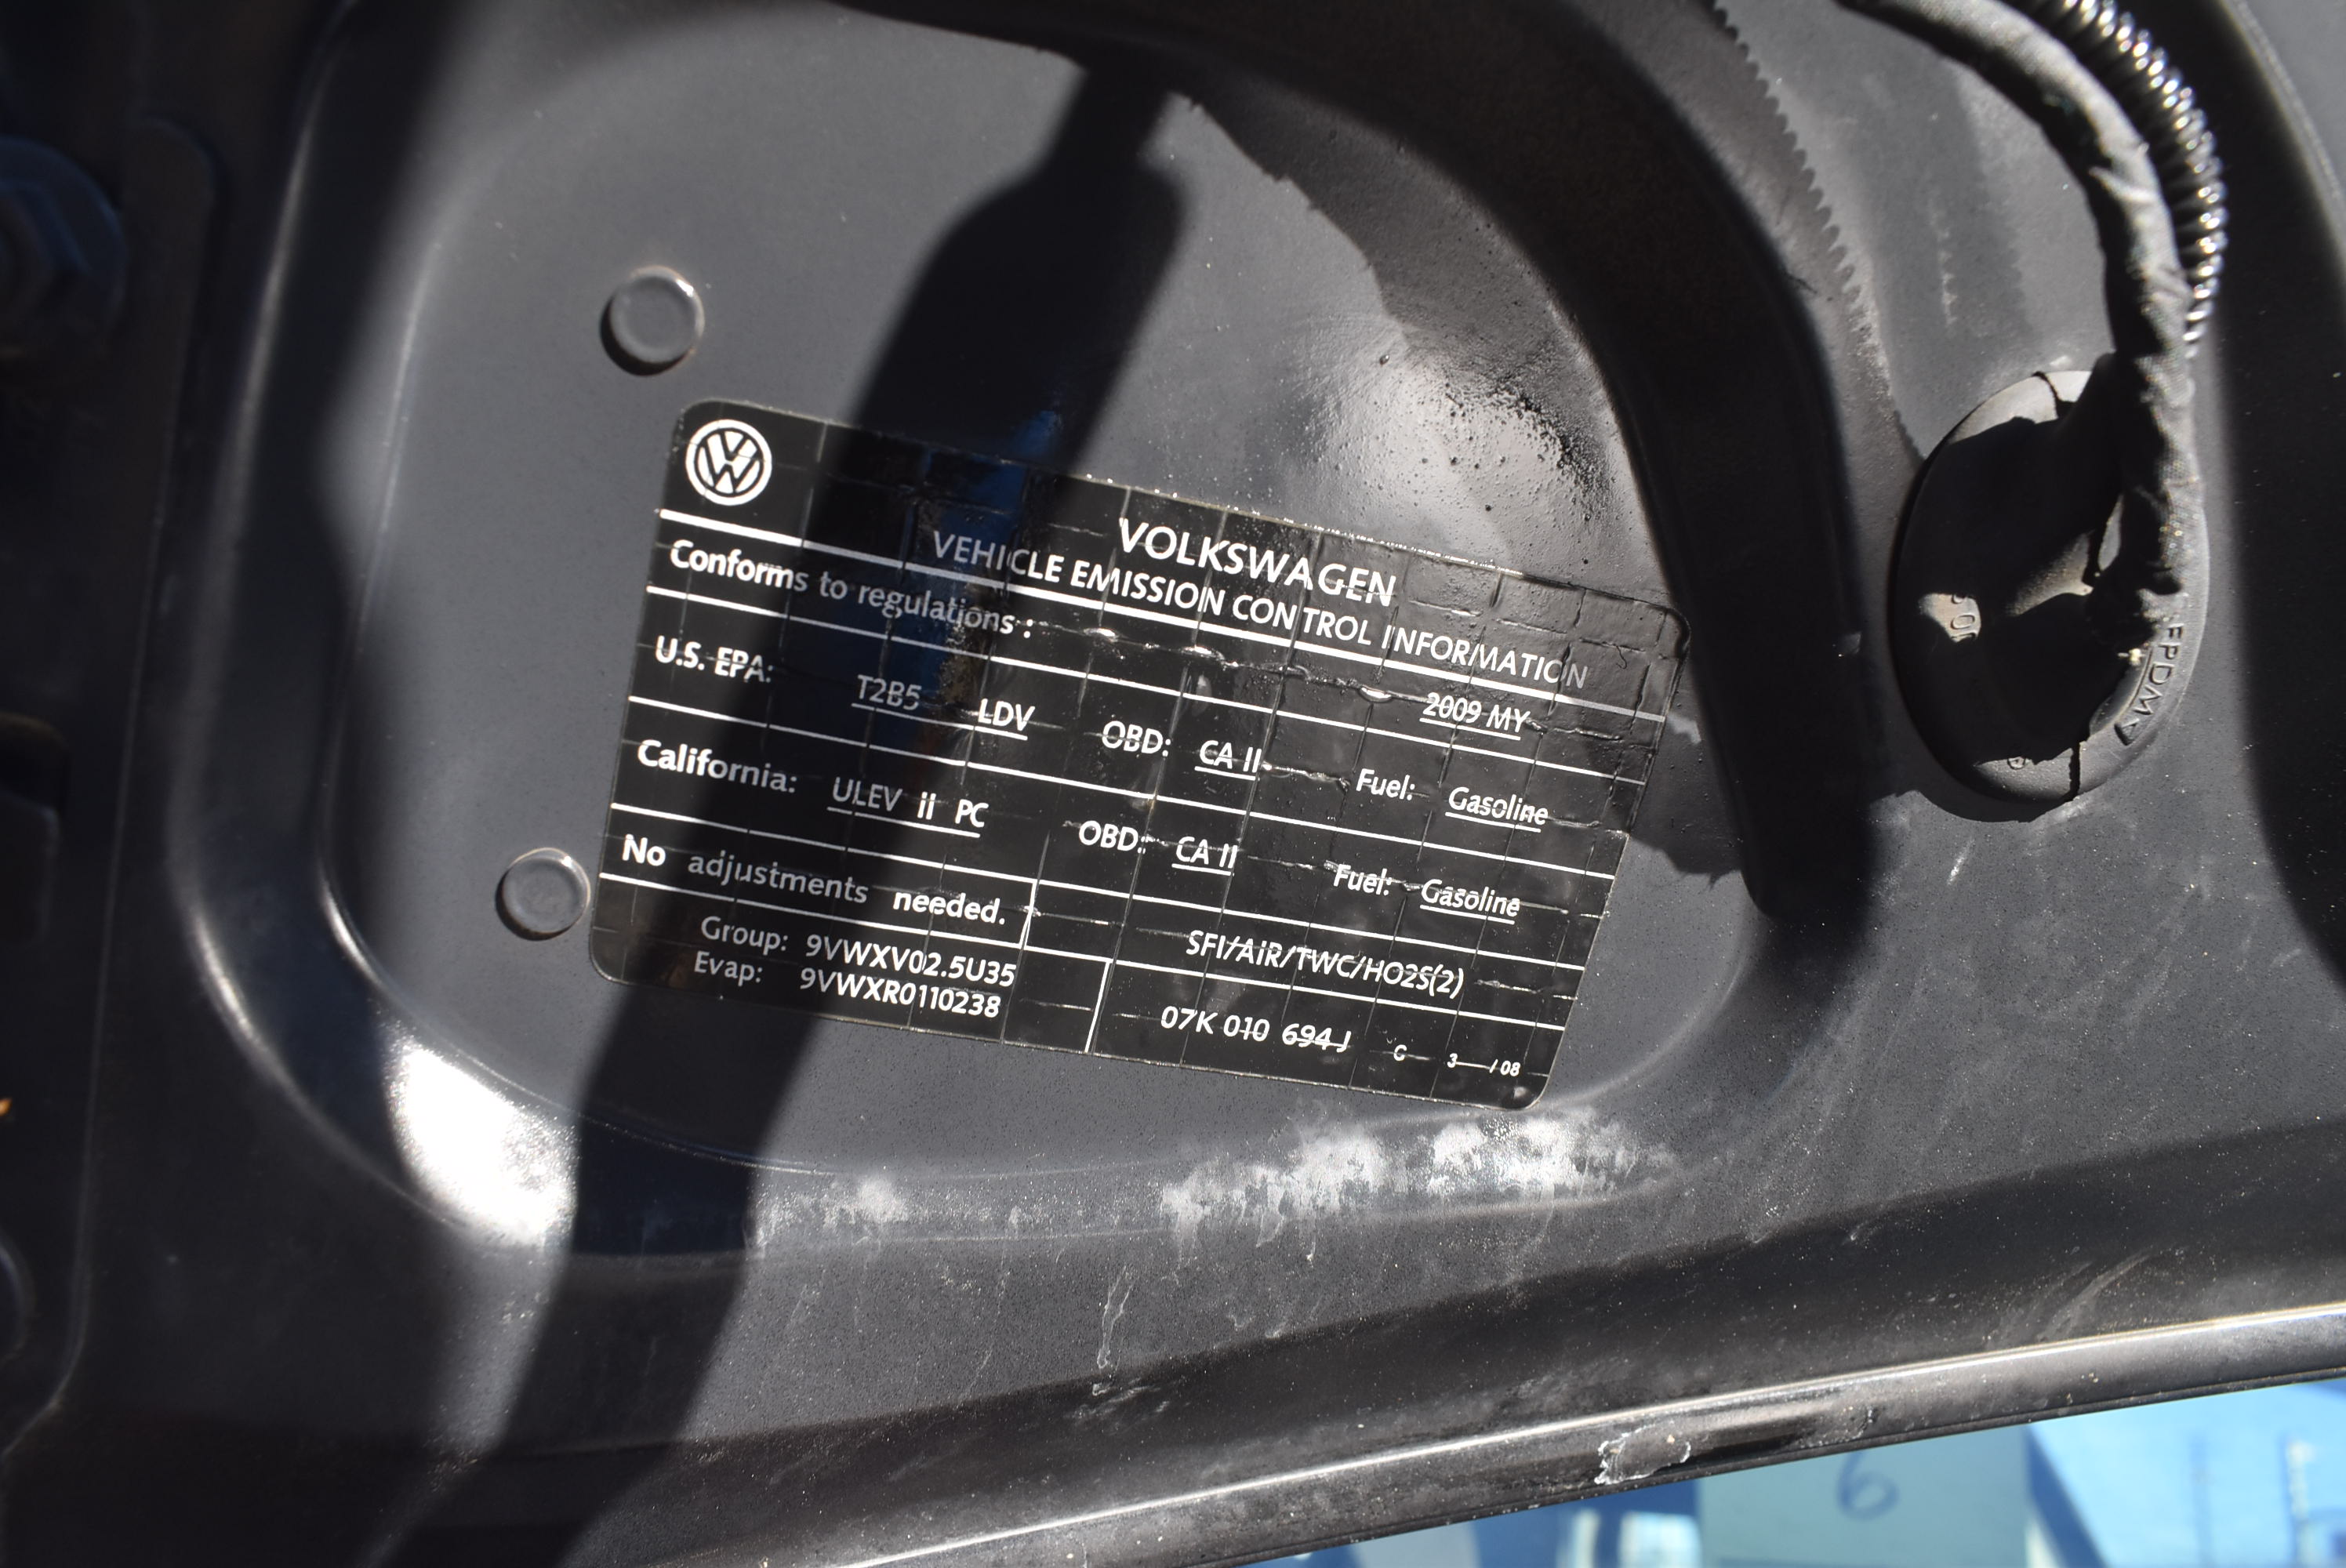 VOLKSWAGEN
VEHICLE EMISSION CONTROL INFORMATION
Conforms to regulations : 2009 MY
U.S. EPA: T2B5 LDV OBD: CA II Fuel: Gasoline
California: ULEV II PC OBD: CA II Fuel: Gasoline
No adjustments needed. SFI/AIR/TWC/HO2S(2)
Group: 9VWXV02.5U35
Evap: 9VWXR0110238
07K 010 694 J C 3 /08
EPDM
6